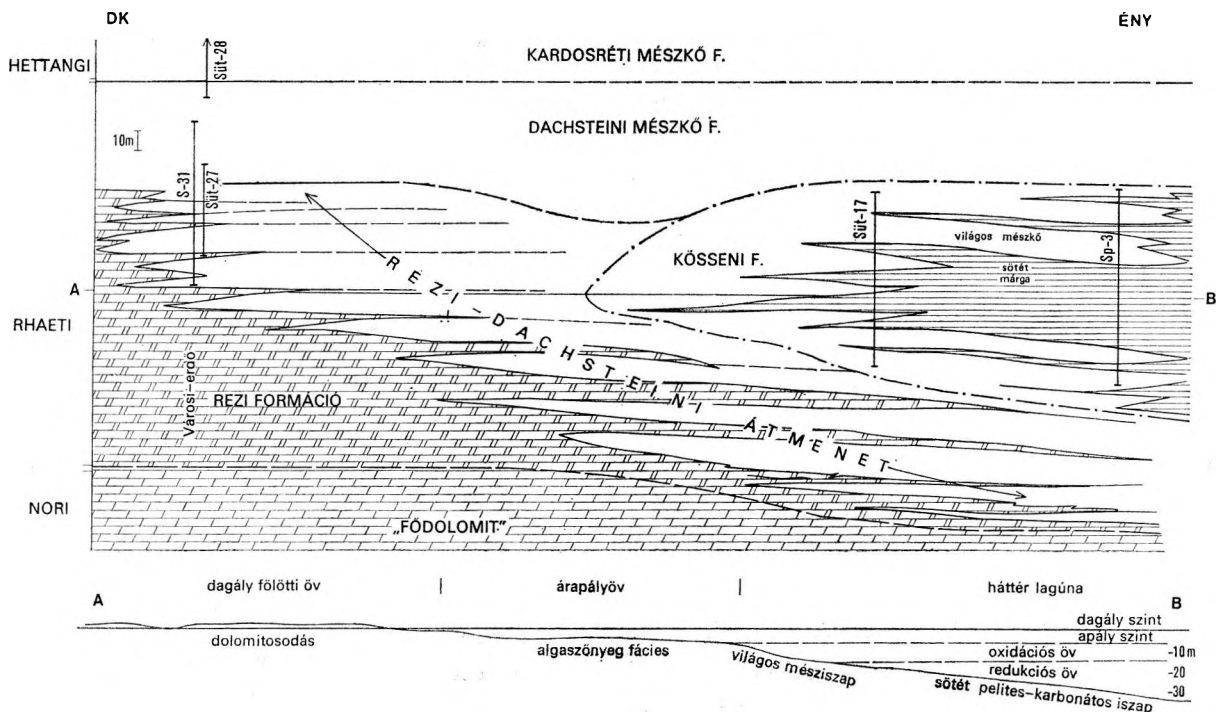 DK
ÉNY
HETTANGI
Süt-28
KARDOSRÉTI MÉSZKŐ F.
10m
DACHSTEINI MÉSZKŐ F.
S-31
Süt-27
Süt-17
Sp-3
világos mészkő
KÖSSENI F.
sötét
márga
A
B
RHAETI
RÉZI-DACHSTEINI ÁTMENET
Városi-erdő
REZI FORMÁCIÓ
NORI
„FŐDOLOMIT"
dagály fölötti öv
árapályöv
háttér lagúna
A
B
dagály szint
apály szint
dolomitosodás
algaszőnyeg fácies
világos mésziszap
oxidációs öv
-10m
redukciós öv
-20
sötét pelites-karbonátos iszap
-30